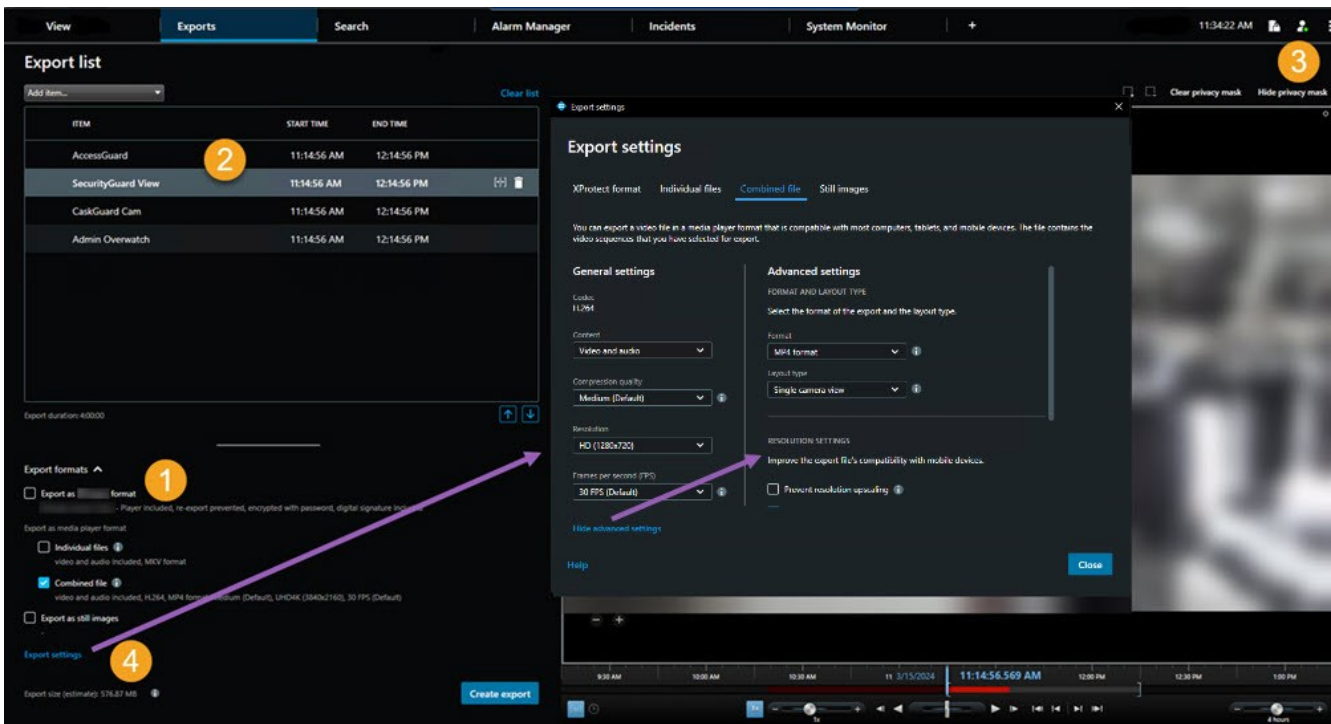 View Exports Search Alarm Manager Incidents System Monitor + 11:34:22 AM
Export list
3
Add item... Clear list
Clear privacy mask Hide privacy mask
ITEM START TIME END TIME
AccessGuard 11:14:56 AM 12:14:56 PM
2
SecurityGuard View 11:14:56 AM 12:14:56 PM
CaskGuard Cam 11:14:56 AM 12:14:56 PM
Admin Overwatch 11:14:56 AM 12:14:56 PM
Export duration: 4:00:00
Export formats
1
Export as format
- Player included, re-export prevented, encrypted with password, digital signature
Export as media player format
Individual files
video and audio included, MKV format
Combined file
video and audio included, H.264, MP4 format, Medium (Default), UHD4K (3840x2160), 30 FPS (Default)
Export as still images
-
Export settings
4
Export size (estimate): 576.87 MB
Create export
Export settings
Export settings
XProtect format Individual files Combined file Still images
You can export a video file in a media player format that is compatible with most computers, tablets, and mobile devices. The file contains the
video sequences that you have selected for export.
General settings
Codec
H.264
Content
Video and audio
Compression quality
Medium (Default)
Resolution
HD (1280x720)
Frames per second (FPS)
30 FPS (Default)
Hide advanced settings
Advanced settings
FORMAT AND LAYOUT TYPE
Select the format of the export and the layout type.
Format
MP4 format
Layout type
Single camera view
RESOLUTION SETTINGS
Improve the export file's compatibility with mobile devices.
Prevent resolution upscaling
Help
Close
9:30 AM 10:00 AM 10:30 AM 11 3/15/2024 11:14:56.569 AM 12:00 PM 12:30 PM 1:00 PM
1x
4 hours